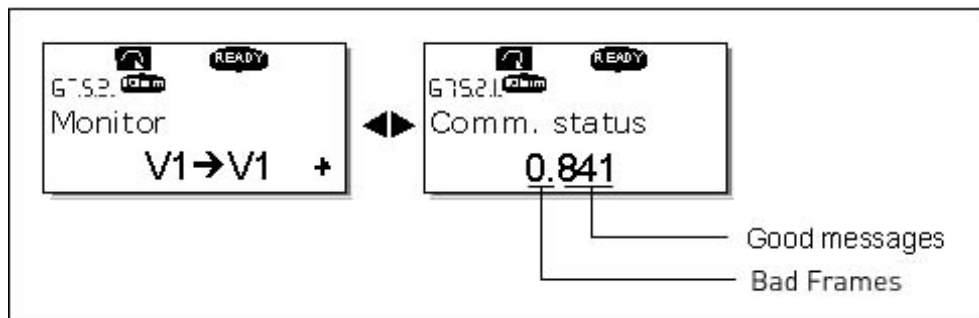 READY
Monitor
V1→V1 +
READY
Comm. status
0.841
Good messages
Bad Frames